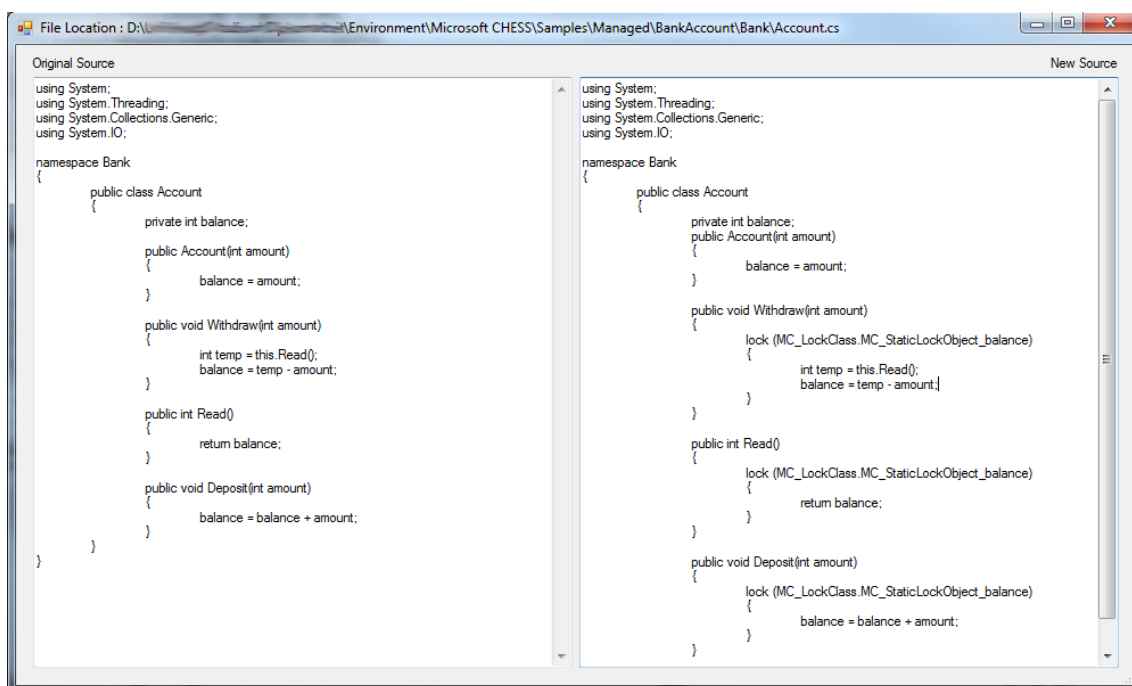 File Location : D:\ \Environment\Microsoft CHESS\Samples\Managed\BankAccount\Bank\Account.cs
Original Source
using System;
using System.Threading;
using System.Collections.Generic;
using System.IO;
namespace Bank
{
public class Account
{
private int balance;
public Account(int amount)
{
balance = amount;
}
public void Withdraw(int amount)
{
int temp = this.Read();
balance = temp - amount;
}
public int Read()
{
return balance;
}
public void Deposit(int amount)
{
balance = balance + amount;
}
}
}
New Source
using System;
using System.Threading;
using System.Collections.Generic;
using System.IO;
namespace Bank
{
public class Account
{
private int balance;
public Account(int amount)
{
balance = amount;
}
public void Withdraw(int amount)
{
lock (MC_LockClass.MC_StaticLockObject_balance)
{
int temp = this.Read();
balance = temp - amount;
}
}
public int Read()
{
lock (MC_LockClass.MC_StaticLockObject_balance)
{
return balance;
}
}
public void Deposit(int amount)
{
lock (MC_LockClass.MC_StaticLockObject_balance)
{
balance = balance + amount;
}
}